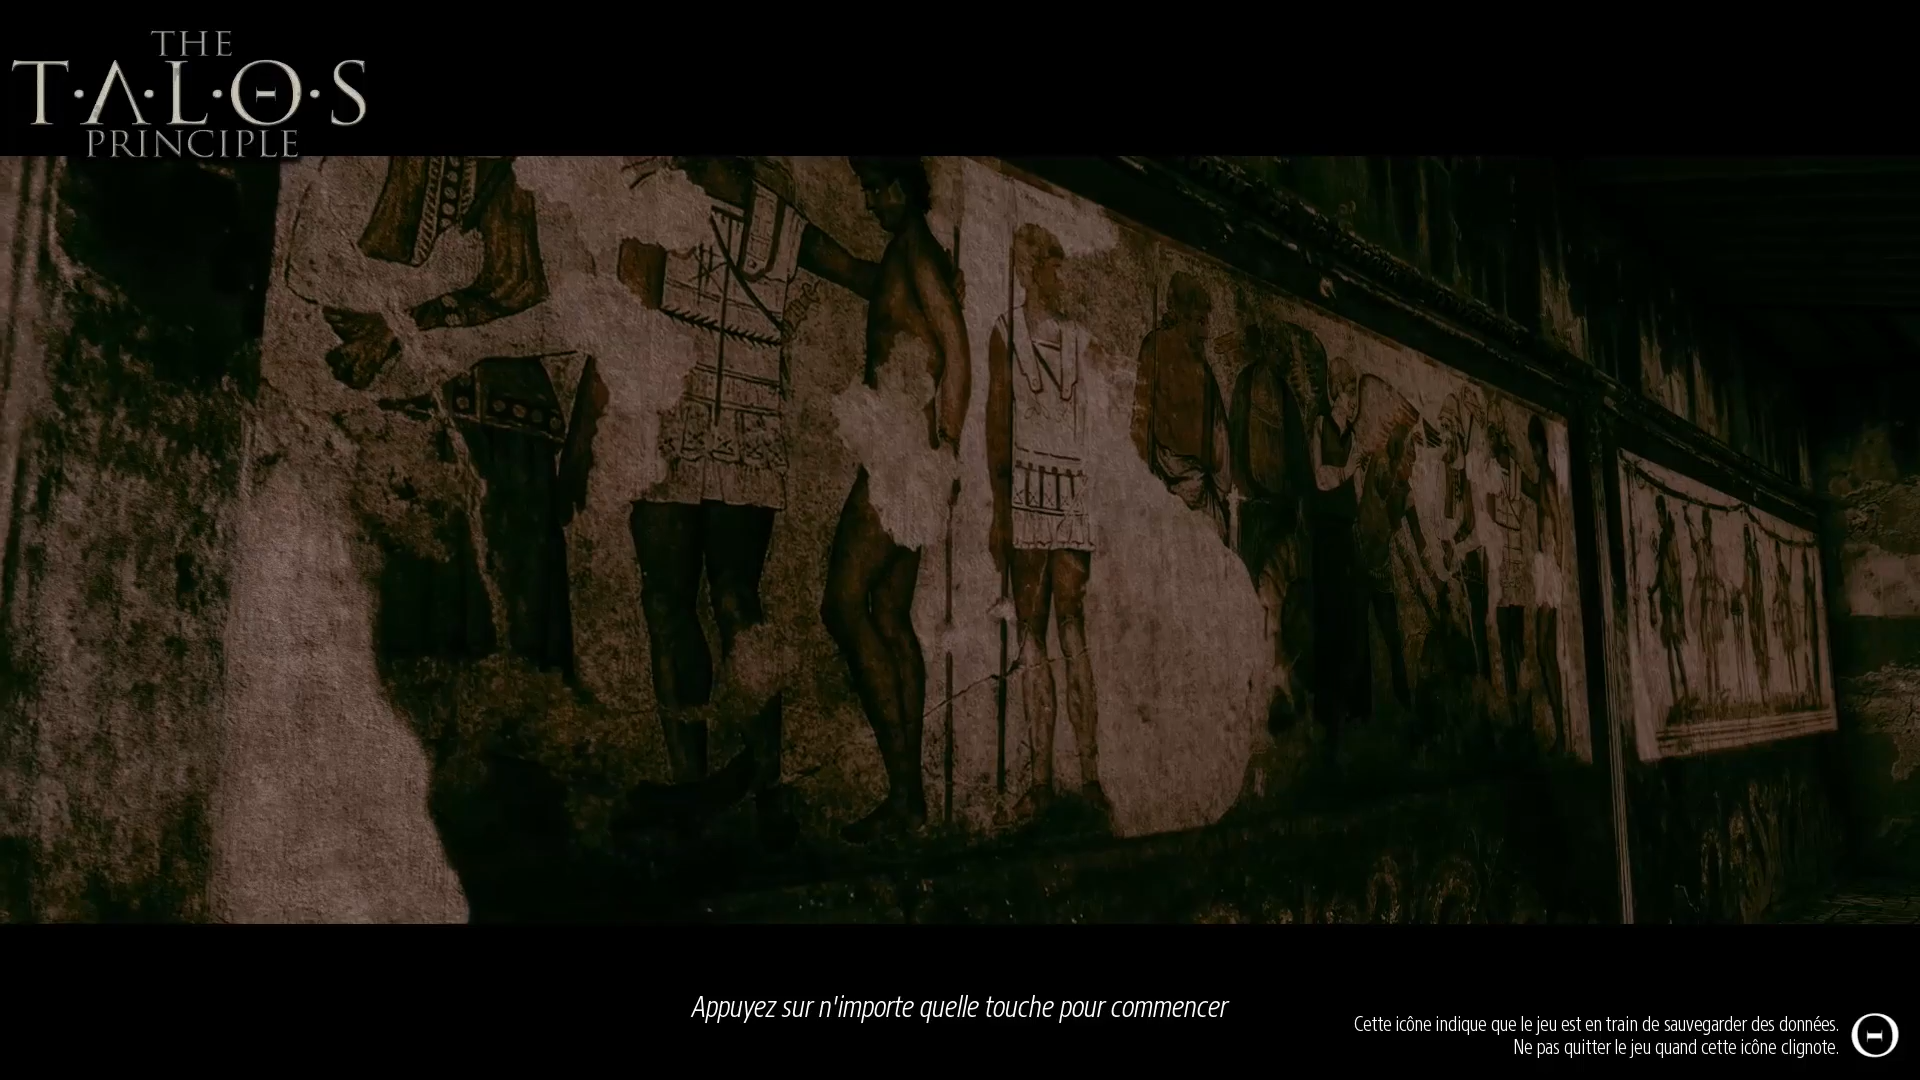 THE
T·A·L·O·S
PRINCIPLE
Appuyez sur n'importe quelle touche pour commencer
Cette icône indique que le jeu est en train de sauvegarder des données.
Ne pas quitter le jeu quand cette icône clignote.